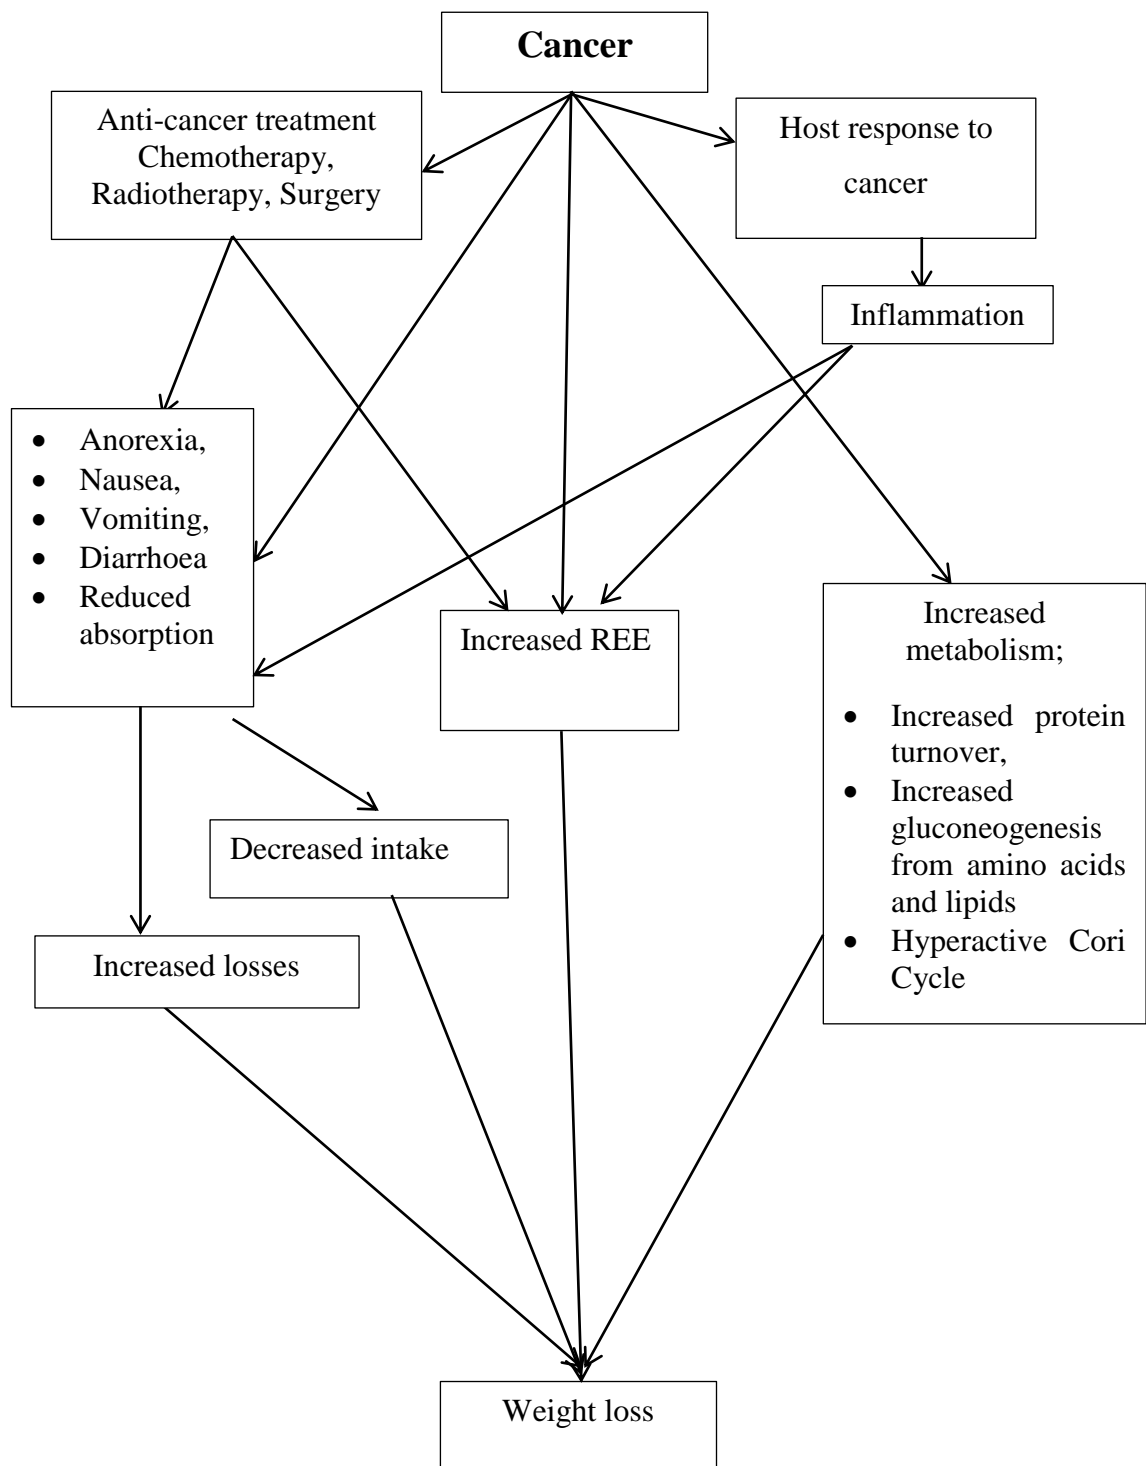 Cancer
Anti-cancer treatment
Chemotherapy,
Radiotherapy, Surgery
Host response to
cancer
Inflammation
• Anorexia,
• Nausea,
• Vomiting,
• Diarrhoea
• Reduced
absorption
Increased REE
Increased
metabolism;
• Increased protein
turnover,
• Increased
gluconeogenesis
from amino acids
and lipids
• Hyperactive Cori
Cycle
Decreased intake
Increased losses
Weight loss